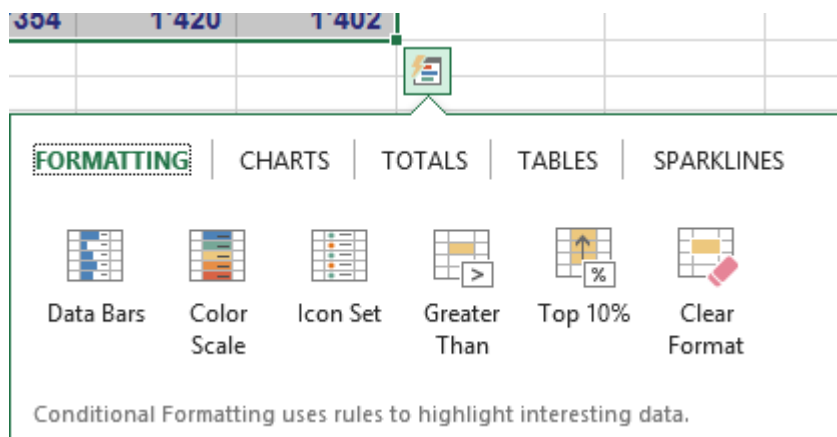 354 1'420 1'402
FORMATTING CHARTS TOTALS TABLES SPARKLINES
> %
Data Bars Color Scale Icon Set Greater Than Top 10% Clear Format
Conditional Formatting uses rules to highlight interesting data.